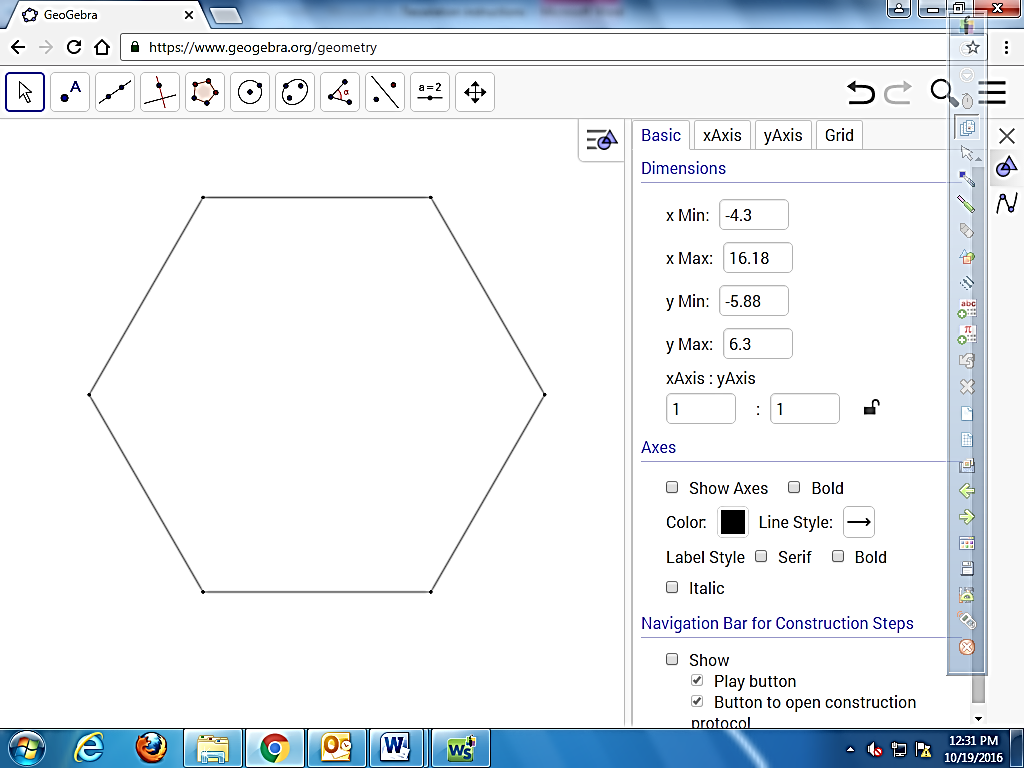 GeoGebra
https://www.geogebra.org/geometry
A
α
a=2
Basic xAxis yAxis Grid
Dimensions
x Min: -4.3
x Max: 16.18
y Min: -5.88
y Max: 6.3
xAxis : yAxis
1 : 1
Axes
Show Axes Bold
Color: Line Style:
Label Style Serif Bold
Italic
Navigation Bar for Construction Steps
Show
Play button
Button to open construction
protocol
abc
π
12:31 PM
10/19/2016